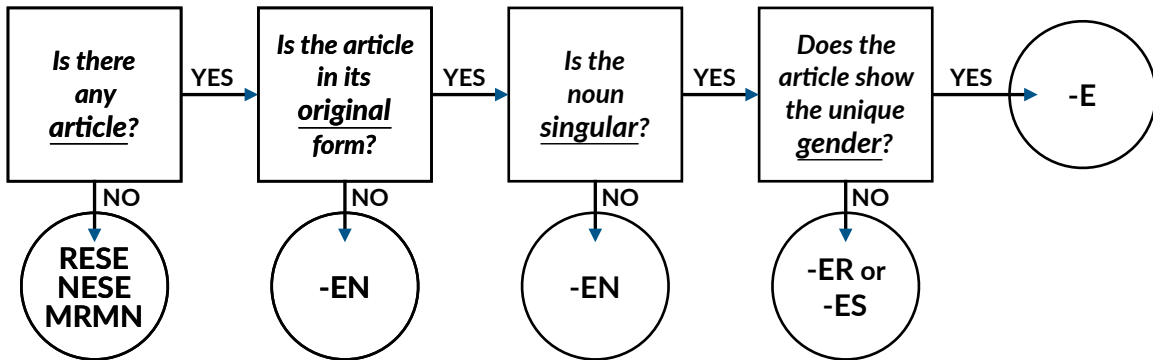 Is there
any
article?
YES
Is the article
in its
original
form?
YES
Is the
noun
singular?
YES
Does the
article show
the unique
gender?
YES
-E
NO
RESE
NESE
MRMN
NO
-EN
NO
-EN
NO
-ER or
-ES